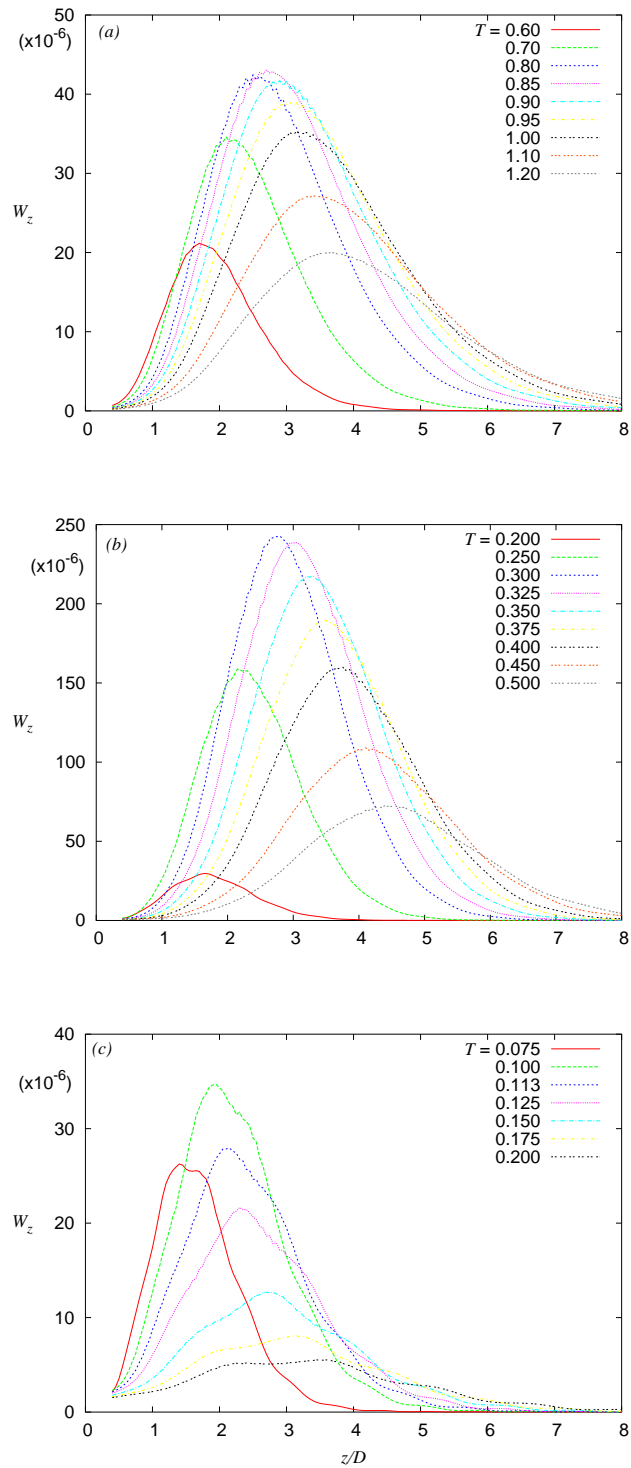 (a)
(x10-6)
50
40
30
20
10
0
Wz
T = 0.60
0.70
0.80
0.85
0.90
0.95
1.00
1.10
1.20
0 1 2 3 4 5 6 7 8
(b)
(x10-6)
250
200
150
100
50
0
Wz
T = 0.200
0.250
0.300
0.325
0.350
0.375
0.400
0.450
0.500
0 1 2 3 4 5 6 7 8
(c)
(x10-6)
40
30
20
10
0
Wz
T = 0.075
0.100
0.113
0.125
0.150
0.175
0.200
0 1 2 3 4 5 6 7 8
z/D